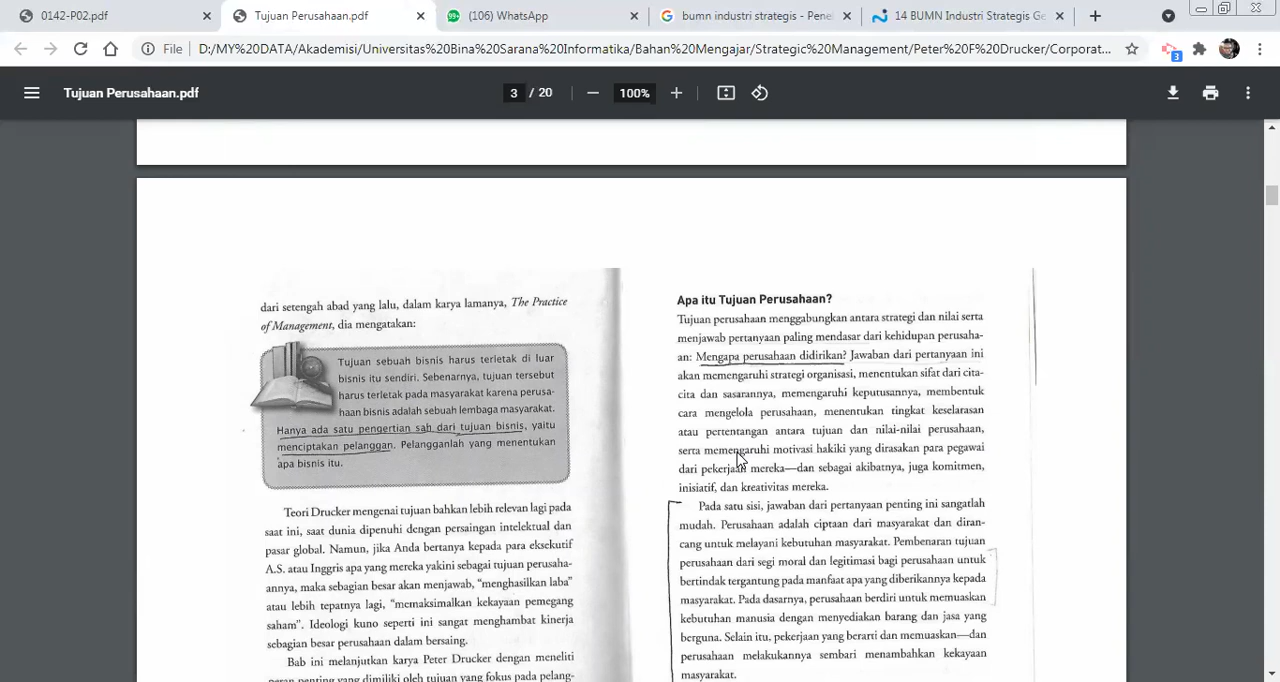 0142-P02.pdf
Tujuan Perusahaan.pdf
(106) WhatsApp
bumn industri strategis - Pene
14 BUMN Industri Strategis Ge
File
D:/MY%20DATA/Akademisi/Universitas%20Bina%20Sarana%20Informatika/Bahan%20Mengajar/Strategic%20Management/Peter%20F%20Drucker/Corporat...
3
Tujuan Perusahaan.pdf
3 / 20
100%
dari setengah abad yang lalu, dalam karya lamanya, The Practice
of Management, dia mengatakan:
Tujuan sebuah bisnis harus terletak di luar
bisnis itu sendiri. Sebenarnya, tujuan tersebut
harus terletak pada masyarakat karena perusa-
haan bisnis adalah sebuah lembaga masyarakat.
Hanya ada satu pengertian sah dari tujuan bisnis, yaitu
menciptakan pelanggan. Pelangganlah yang menentukan
apa bisnis itu.
Teori Drucker mengenai tujuan bahkan lebih relevan lagi pada
saat ini, saat dunia dipenuhi dengan persaingan intelektual dan
pasar global. Namun, jika Anda bertanya kepada para eksekutif
A.S. atau Inggris apa yang mereka yakini sebagai tujuan perusaha-
annya, maka sebagian besar akan menjawab, “menghasilkan laba”
atau lebih tepatnya lagi, “memaksimalkan kekayaan pemegang
saham”. Ideologi kuno seperti ini sangat menghambat kinerja
sebagian besar perusahaan dalam bersaing.
Bab ini melanjutkan karya Peter Drucker dengan meneliti
peran penting yang dimiliki oleh tujuan yang fokus pada pelang-
Apa itu Tujuan Perusahaan?
Tujuan perusahaan menggabungkan antara strategi dan nilai serta
menjawab pertanyaan paling mendasar dari kehidupan perusaha-
an: Mengapa perusahaan didirikan? Jawaban dari pertanyaan ini
akan memengaruhi strategi organisasi, menentukan sifat dari cita-
cita dan sasarannya, memengaruhi keputusannya, membentuk
cara mengelola perusahaan, menentukan tingkat keselarasan
atau pertentangan antara tujuan dan nilai-nilai perusahaan,
serta memengaruhi motivasi hakiki yang dirasakan para pegawai
dari pekerjaan mereka—dan sebagai akibatnya, juga komitmen,
inisiatif, dan kreativitas mereka.
Pada satu sisi, jawaban dari pertanyaan penting ini sangatlah
mudah. Perusahaan adalah ciptaan dari masyarakat dan diran-
cang untuk melayani kebutuhan masyarakat. Pembenaran tujuan
perusahaan dari segi moral dan legitimasi bagi perusahaan untuk
bertindak tergantung pada manfaat apa yang diberikannya kepada
masyarakat. Pada dasarnya, perusahaan berdiri untuk memuaskan
kebutuhan manusia dengan menyediakan barang dan jasa yang
berguna. Selain itu, pekerjaan yang berarti dan memuaskan—dan
perusahaan melakukannya sembari menambahkan kekayaan
masyarakat.